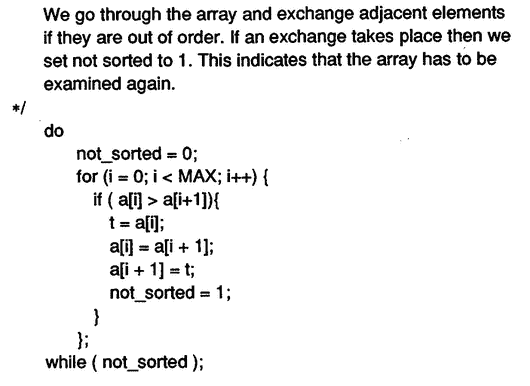 We go through the array and exchange adjacent elements
if they are out of order. If an exchange takes place then we
set not sorted to 1. This indicates that the array has to be
examined again.
*/
do
not_sorted = 0;
for (i = 0; i < MAX; i++) {
if ( a[i] > a[i+1]){
t = a[i];
a[i] = a[i + 1];
a[i + 1] = t;
not_sorted = 1;
}
};
while ( not_sorted );